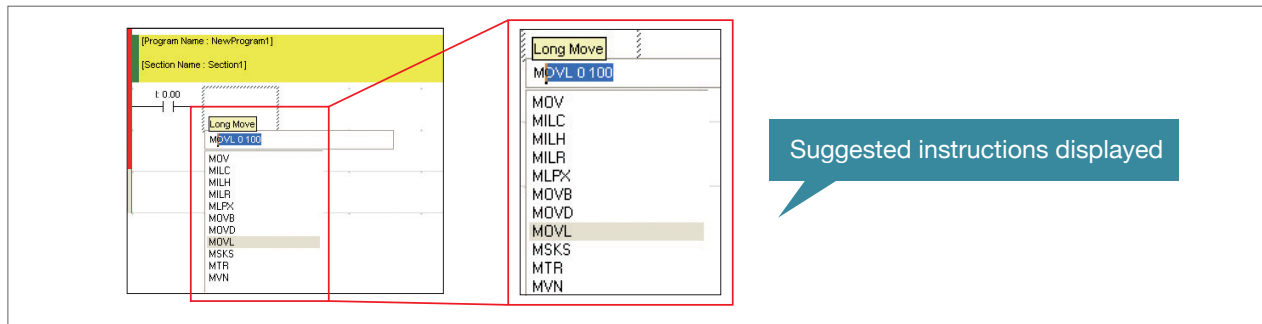 [Program Name : NewProgram1]
[Section Name : Section1]
I: 0.00
Long Move
MOVL 0 100
MOV
MILC
MILH
MILR
MLPX
MOVB
MOVD
MOVL
MSKS
MTR
MVN
Long Move
MOVL 0 100
MOV
MILC
MILH
MILR
MLPX
MOVB
MOVD
MOVL
MSKS
MTR
MVN
Suggested instructions displayed